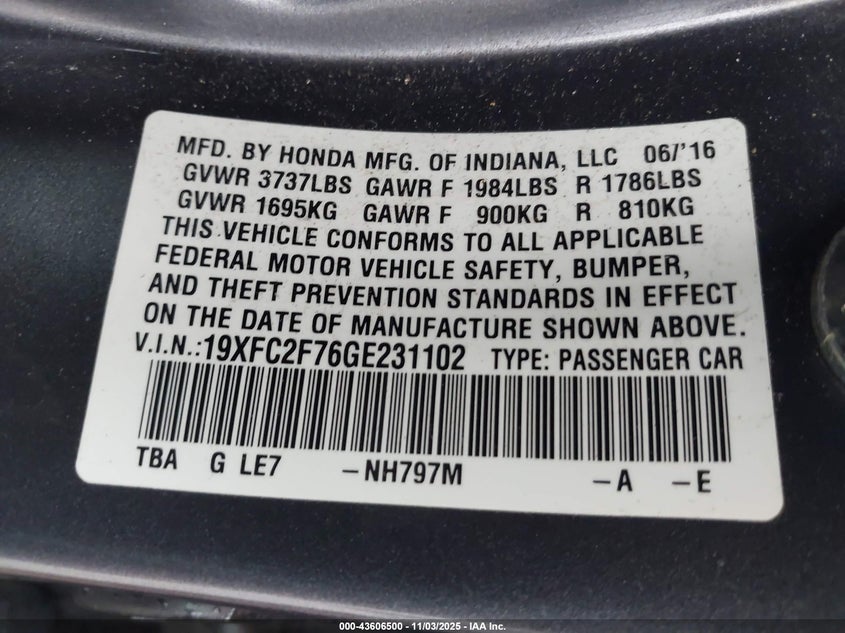 MFD. BY HONDA MFG. OF INDIANA, LLC 06/'16
GVWR 3737LBS GAWR F 1984LBS R 1786LBS
GVWR 1695KG GAWR F 900KG R 810KG
THIS VEHICLE CONFORMS TO ALL APPLICABLE
FEDERAL MOTOR VEHICLE SAFETY, BUMPER,
AND THEFT PREVENTION STANDARDS IN EFFECT
ON THE DATE OF MANUFACTURE SHOWN ABOVE.
V.I.N.:19XFC2F76GE231102 TYPE: PASSENGER CAR
TBA G LE7 -NH797M -A -E
000-43606500 - 11/03/2025 - IAA Inc.